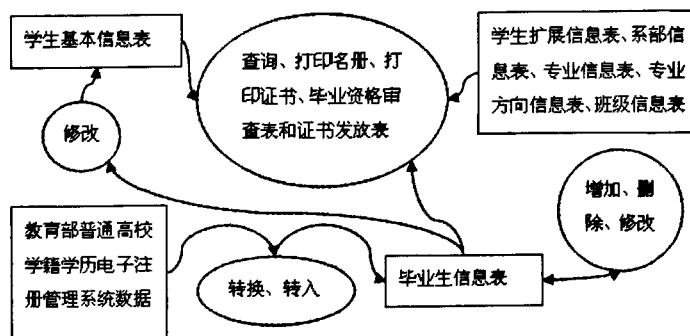 学生基本信息表
查询、打印名册、打
印证书、毕业资格审
查表和证书发放表
学生扩展信息表、系部信
息表、专业信息表、专业
方向信息表、班级信息表
修改
增加、删
除、修改
教育部普通高校
学籍学历电子注
册管理系统数据
转换、转入
毕业生信息表